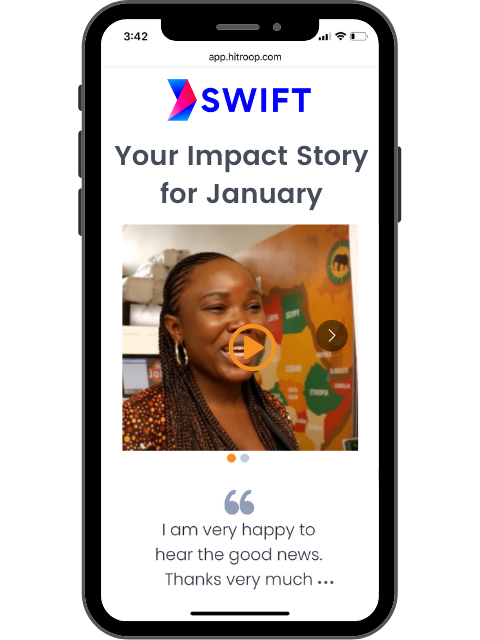 3:42
app.hitroop.com
SWIFT
Your Impact Story
for January
EGYPT
ETHIOPIA
SOMALIA
I am very happy to
hear the good news.
Thanks very much ...